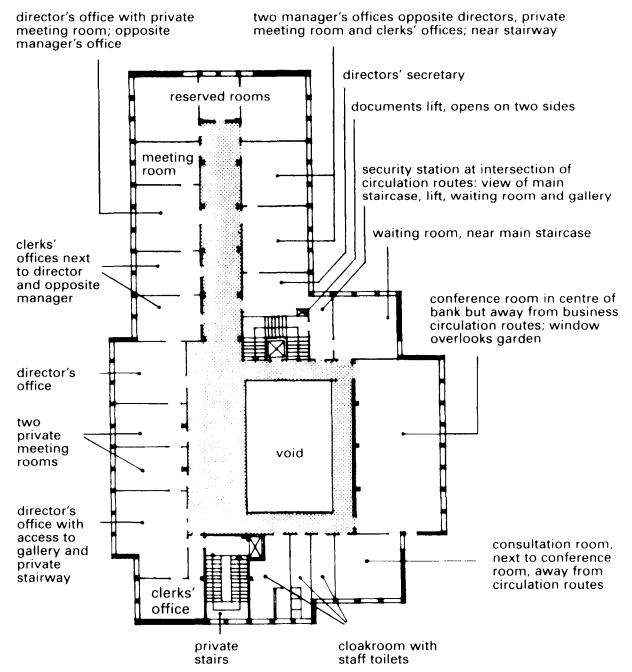 director's office with private
meeting room; opposite
manager's office
two manager's offices opposite directors, private
meeting room and clerks' offices; near stairway
directors' secretary
documents lift, opens on two sides
security station at intersection of
circulation routes: view of main
staircase, lift, waiting room and gallery
waiting room, near main staircase
reserved rooms
meeting
room
clerks'
offices next
to director
and opposite
manager
conference room in centre of
bank but away from business
circulation routes; window
overlooks garden
director's
office
two
private
meeting
rooms
void
director's
office with
access to
gallery and
private
stairway
consultation room,
next to conference
room, away from
circulation routes
clerks'
office
private
stairs
cloakroom with
staff toilets